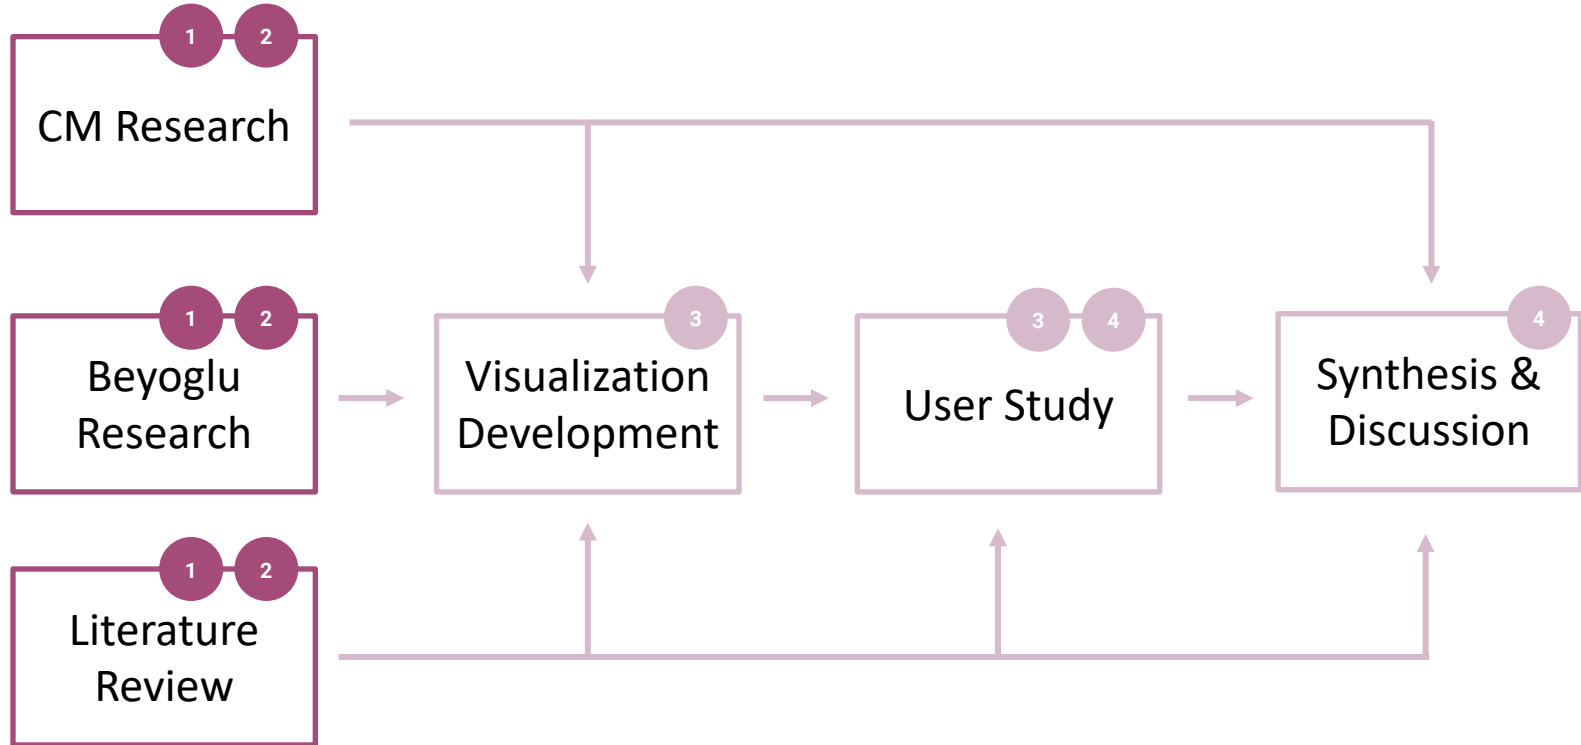 1 2
CM Research
1 2
Beyoglu
Research
3
Visualization
Development
3 4
User Study
4
Synthesis &
Discussion
1 2
Literature
Review